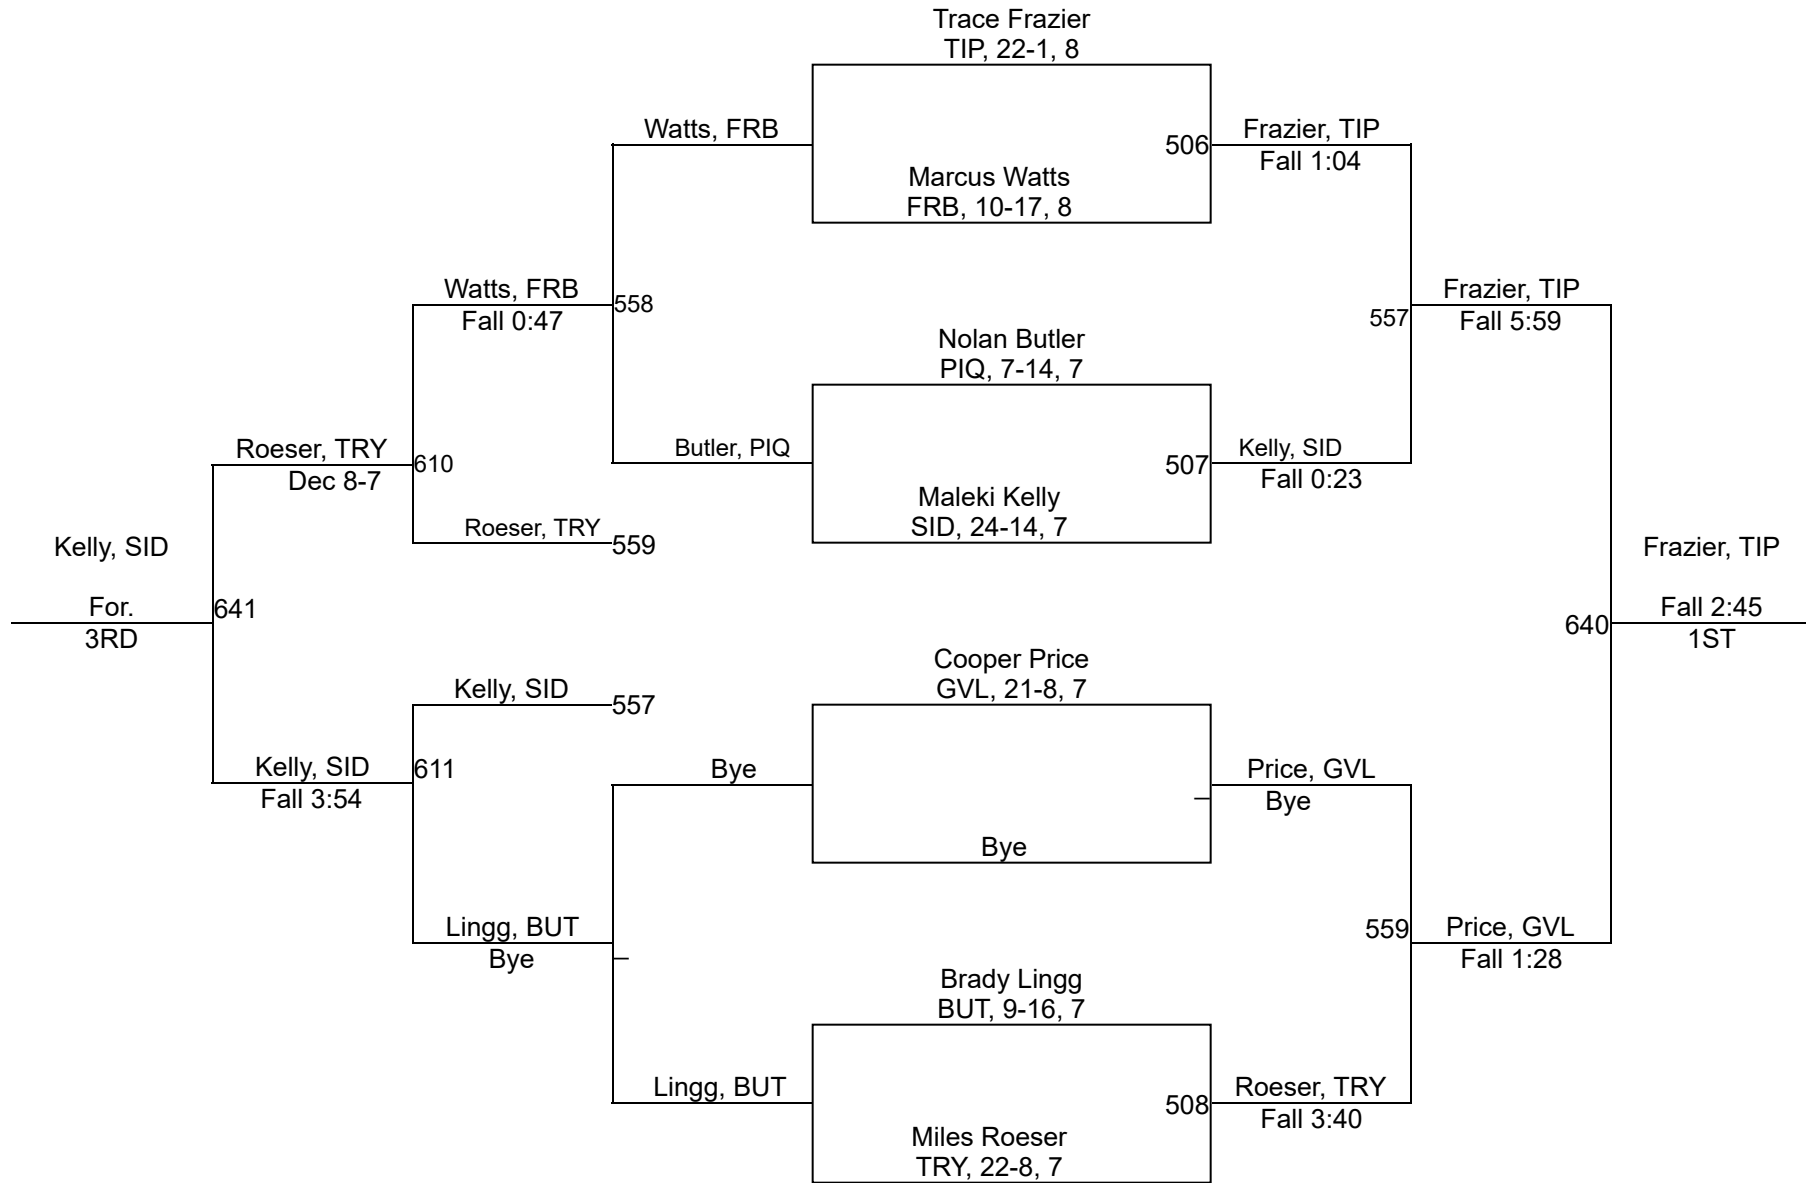 Trace Frazier
TIP, 22-1, 8
Watts, FRB
506
Frazier, TIP
Fall 1:04
Marcus Watts
FRB, 10-17, 8
Watts, FRB
Fall 0:47
558
557
Frazier, TIP
Fall 5:59
Nolan Butler
PIQ, 7-14, 7
Roeser, TRY
Dec 8-7
610
Butler, PIQ
507
Kelly, SID
Fall 0:23
Maleki Kelly
SID, 24-14, 7
Roeser, TRY
559
Kelly, SID
For.
3RD
641
Frazier, TIP
640
Fall 2:45
1ST
Cooper Price
GVL, 21-8, 7
Kelly, SID
557
Kelly, SID
Fall 3:54
611
Bye
Price, GVL
Bye
Bye
Lingg, BUT
Bye
559
Price, GVL
Fall 1:28
Brady Lingg
BUT, 9-16, 7
Lingg, BUT
508
Roeser, TRY
Fall 3:40
Miles Roeser
TRY, 22-8, 7